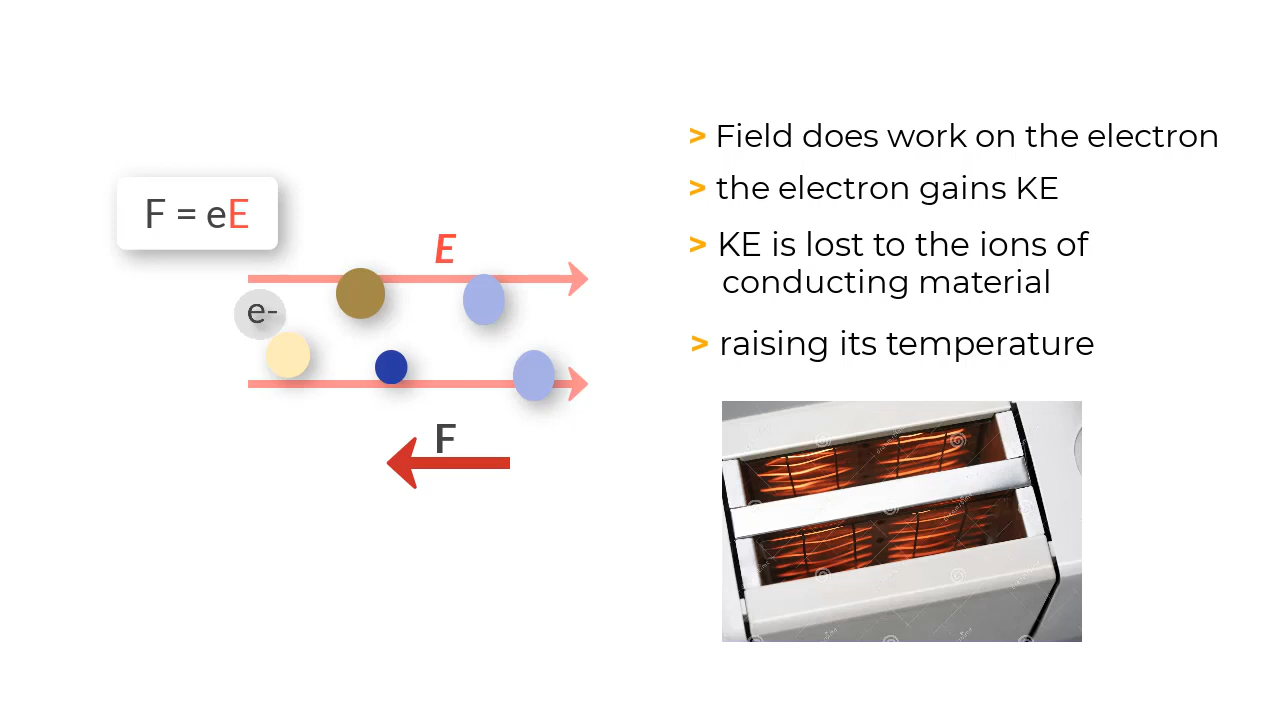 F = eE
E
e-
F
> Field does work on the electron
> the electron gains KE
> KE is lost to the ions of
conducting material
> raising its temperature